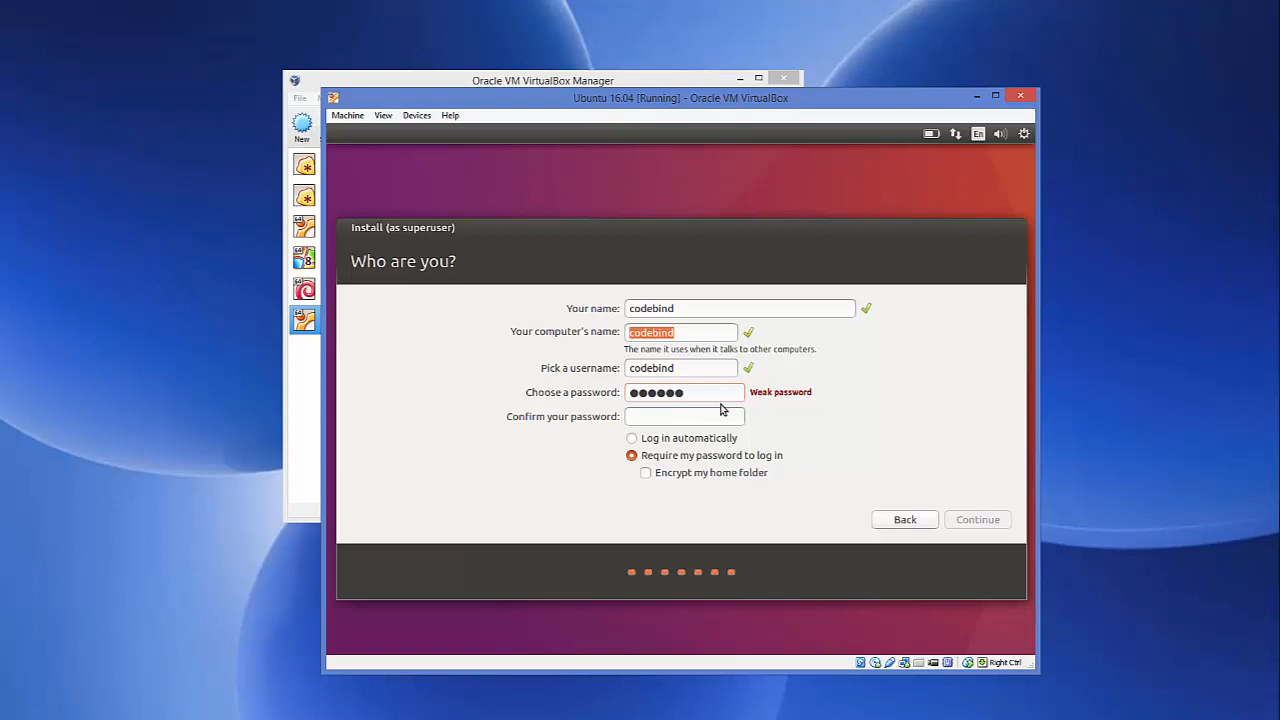 Oracle VM VirtualBox Manager
File
New
Ubuntu 16.04 [Running] - Oracle VM VirtualBox
Machine View Devices Help
En
Install (as superuser)
Who are you?
Your name: codebind
Your computer's name: codebind
The name it uses when it talks to other computers.
Pick a username: codebind
Choose a password: ●●●●●● Weak password
Confirm your password:
Log in automatically
Require my password to log in
Encrypt my home folder
Back Continue
Right Ctrl